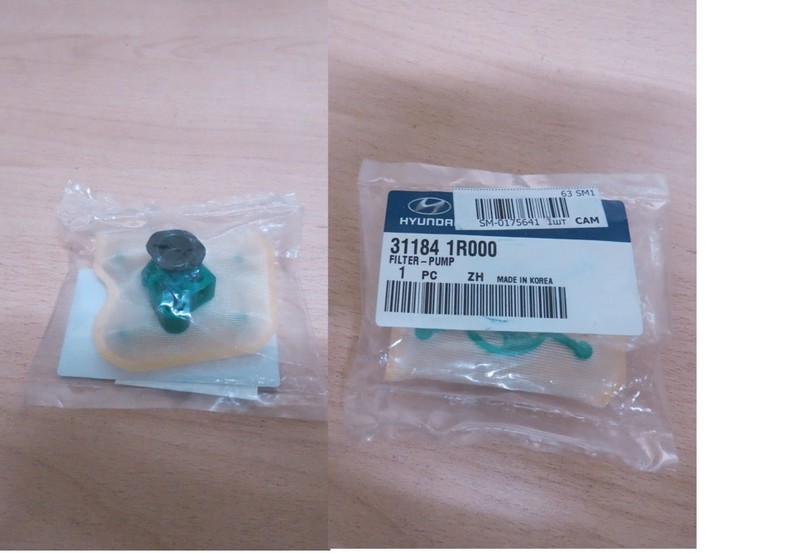 63 SM1
SM-0175641 1шт CAM
HYUNDAI
31184 1R000
FILTER-PUMP
1 PC ZH MADE IN KOREA